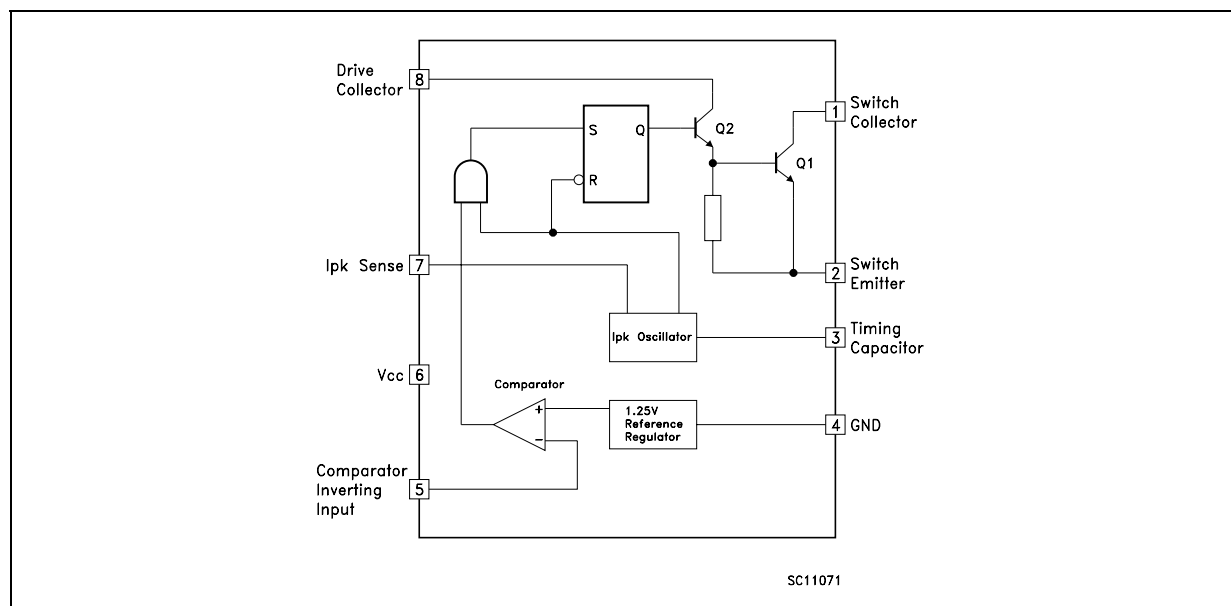 Drive
Collector
8
1
Switch
Collector
S
Q
Q2
R
Q1
Ipk Sense
7
2
Switch
Emitter
Ipk Oscillator
3
Timing
Capacitor
Vcc
6
Comparator
+
−
1.25V
Reference
Regulator
4
GND
Comparator
Inverting
Input
5
SC11071